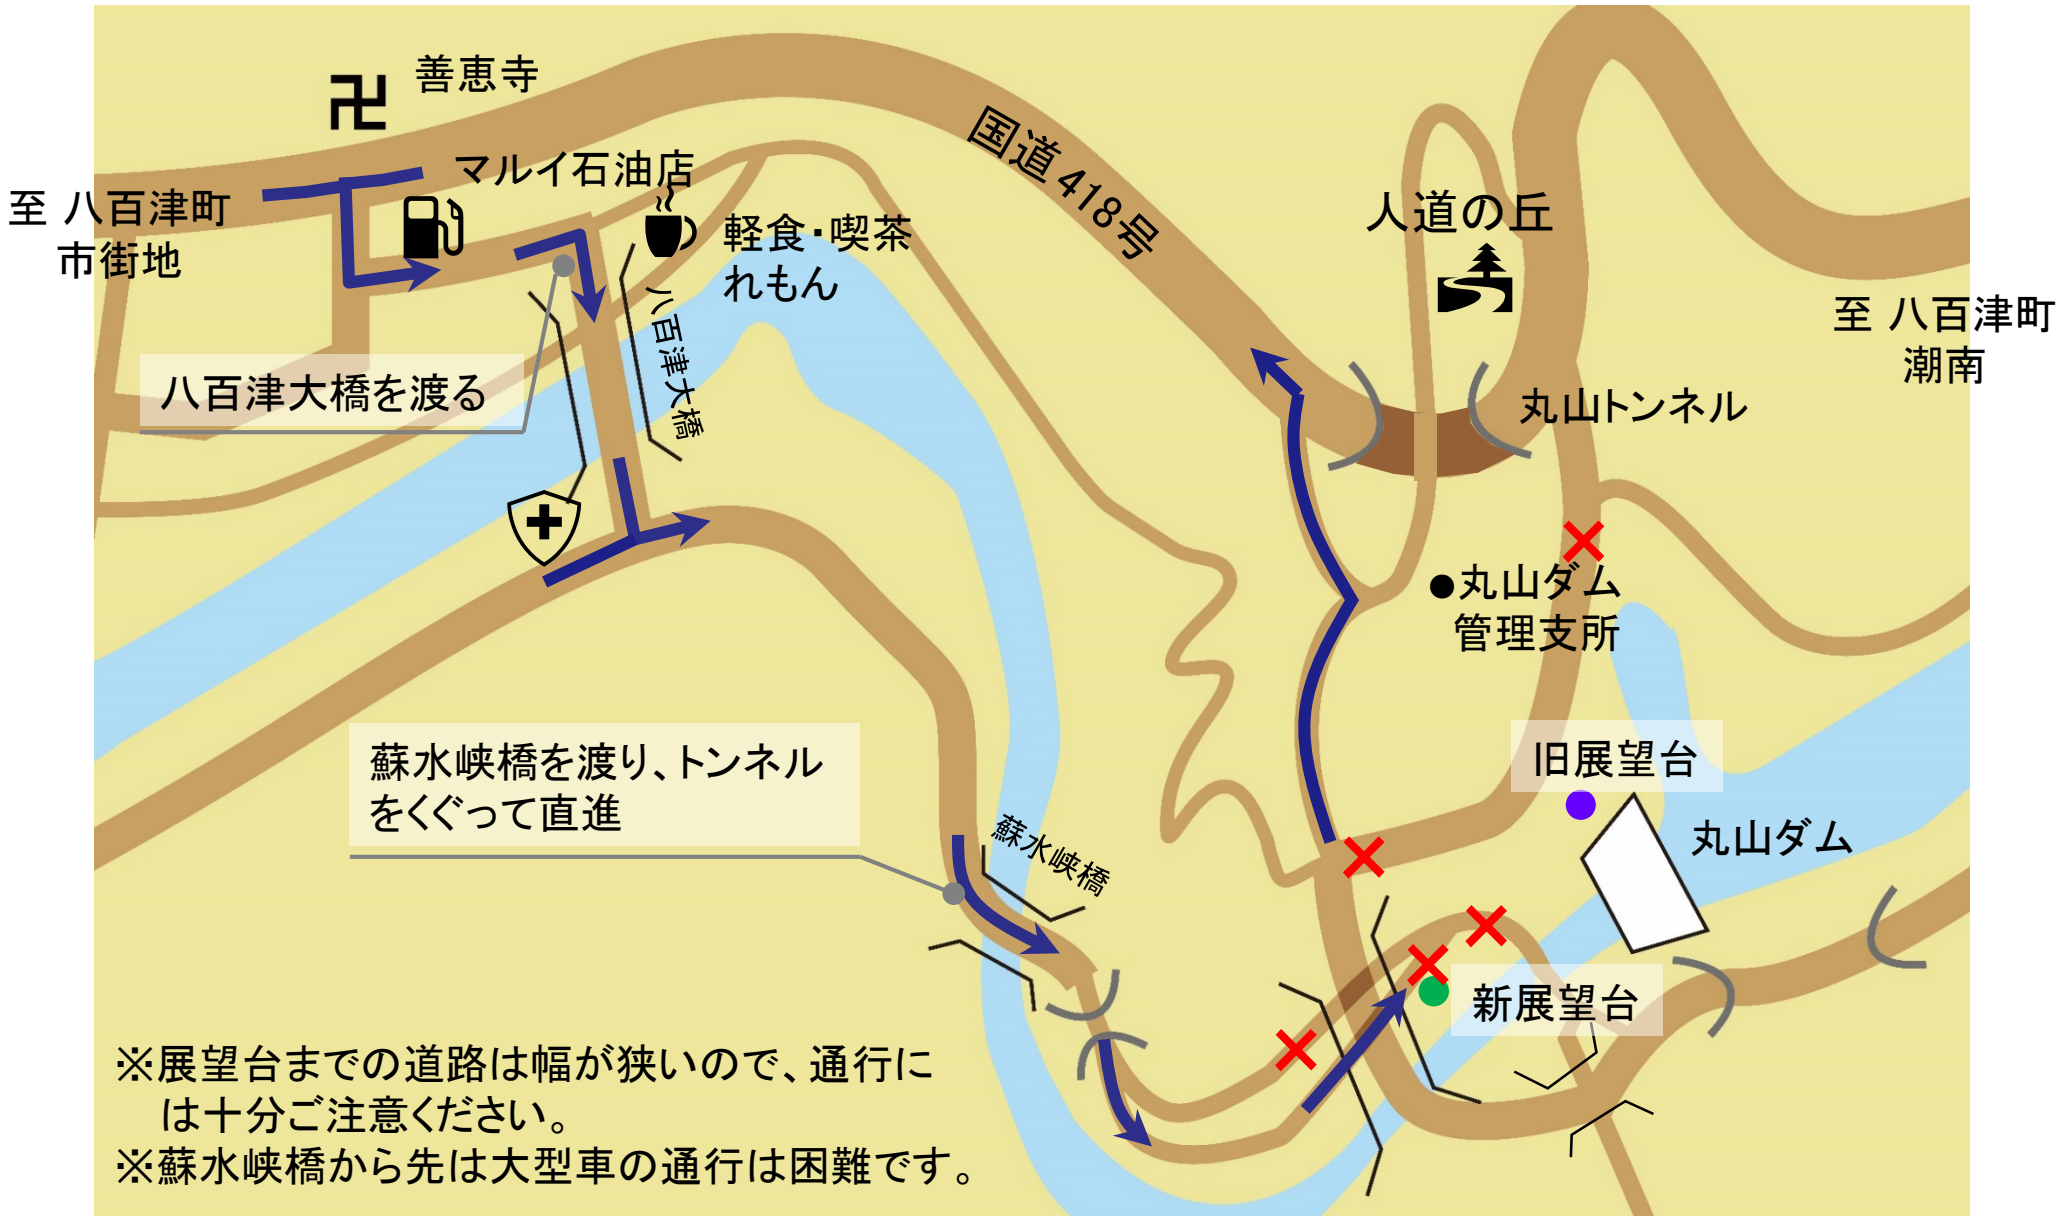 善恵寺
マルイ石油店
至 八百津町
市街地
軽食・喫茶
れもん
国道418号
人道の丘
至 八百津町
潮南
八百津大橋
八百津大橋を渡る
丸山トンネル
●丸山ダム
管理支所
旧展望台
丸山ダム
蘇水峡橋を渡り、トンネル
をくぐって直進
蘇水峡橋
新展望台
※展望台までの道路は幅が狭いので、通行に
は十分ご注意ください。
※蘇水峡橋から先は大型車の通行は困難です。